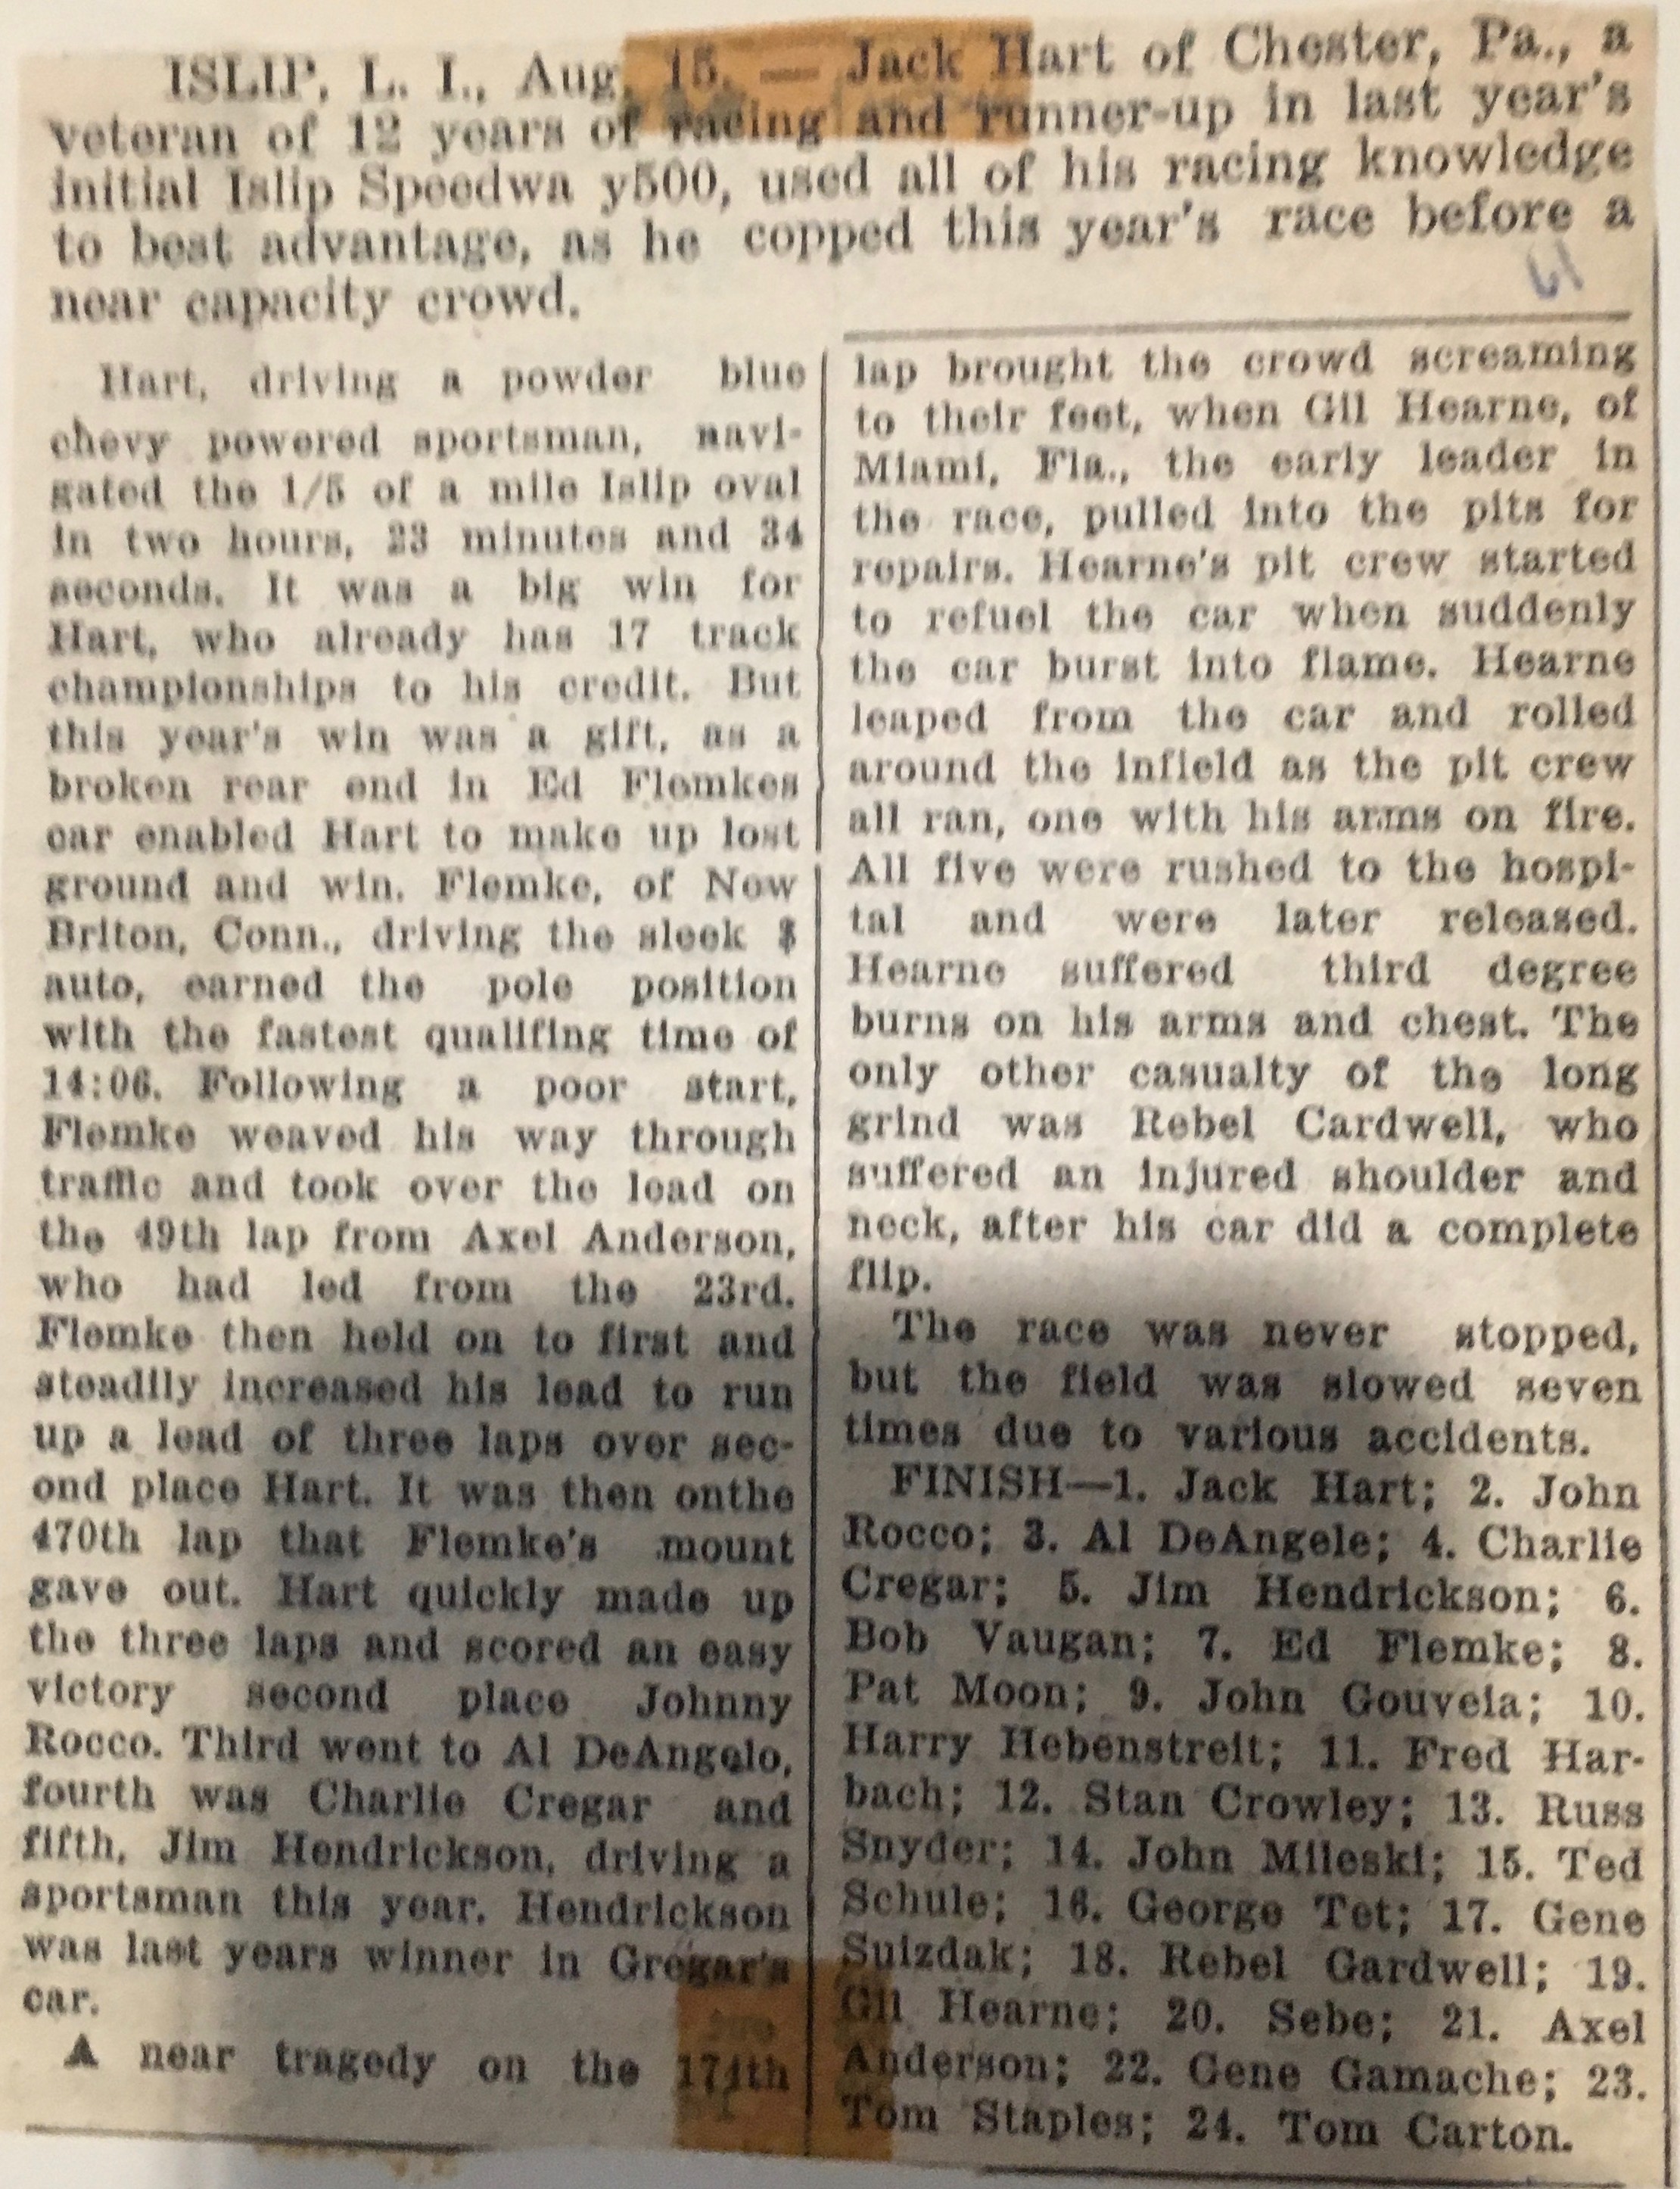 ISLIP, L. I., Aug. 15. — Jack Hart of Chester, Pa., a
veteran of 12 years of racing and runner-up in last year's
initial Islip Speedwa y500, used all of his racing knowledge
to best advantage, as he copped this year's race before a
near capacity crowd.
61
Hart, driving a powder blue
chevy powered sportsman, navi-
gated the 1/5 of a mile Islip oval
in two hours, 23 minutes and 34
seconds. It was a big win for
Hart, who already has 17 track
championships to his credit. But
this year's win was a gift, as a
broken rear end in Ed Flemkes
car enabled Hart to make up lost
ground and win. Flemke, of Now
Briton, Conn., driving the sleek $
auto, earned the pole position
with the fastest qualifing time of
14:06. Following a poor start,
Flemke weaved his way through
traffic and took over the lead on
the 49th lap from Axel Anderson,
who had led from the 23rd.
Flemke then held on to first and
steadily increased his lead to run
up a lead of three laps over sec-
ond place Hart. It was then onthe
470th lap that Flemke's mount
gave out. Hart quickly made up
the three laps and scored an easy
victory second place Johnny
Rocco. Third went to Al DeAngelo,
fourth was Charlie Cregar and
fifth, Jim Hendrickson, driving a
sportsman this year. Hendrickson
was last years winner in Gregar's
car.
A near tragedy on the 174th
lap brought the crowd screaming
to their feet, when Gil Hearne, of
Miami, Fla., the early leader in
the race, pulled into the pits for
repairs. Hearne's pit crew started
to refuel the car when suddenly
the car burst into flame. Hearne
leaped from the car and rolled
around the infield as the pit crew
all ran, one with his arms on fire.
All five were rushed to the hospi-
tal and were later released.
Hearne suffered third degree
burns on his arms and chest. The
only other casualty of the long
grind was Rebel Cardwell, who
suffered an injured shoulder and
neck, after his car did a complete
flip.
The race was never stopped,
but the field was slowed seven
times due to various accidents.
FINISH—1. Jack Hart; 2. John
Rocco; 3. Al DeAngele; 4. Charlie
Cregar; 5. Jim Hendrickson; 6.
Bob Vaugan; 7. Ed Flemke; 8.
Pat Moon; 9. John Gouveia; 10.
Harry Hebenstreit; 11. Fred Har-
bach; 12. Stan Crowley; 13. Russ
Snyder; 14. John Mileski; 15. Ted
Schule; 16. George Tet; 17. Gene
Suizdak; 18. Rebel Gardwell; 19.
Gil Hearne; 20. Sebe; 21. Axel
Anderson; 22. Gene Gamache; 23.
Tom Staples; 24. Tom Carton.